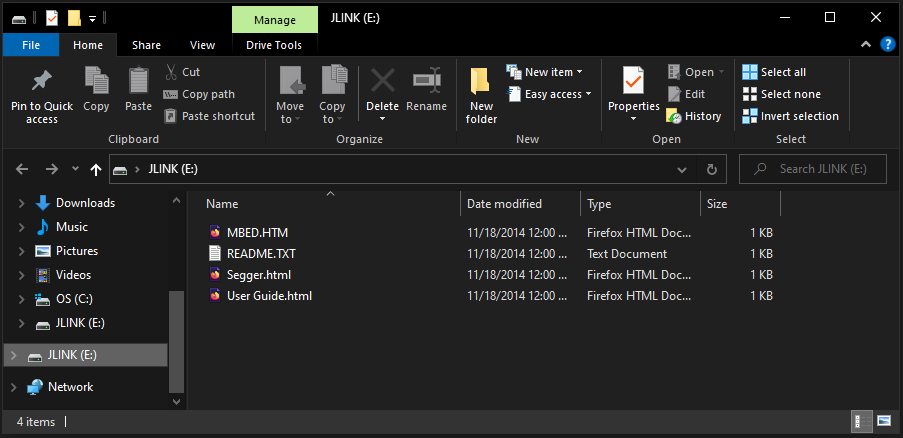 Manage JLINK (E:)
File Home Share View Drive Tools
Pin to Quick access
Copy
Paste
Cut
Copy path
Paste shortcut
Clipboard
Move to
Copy to
Delete
Rename
Organize
New folder
New item
Easy access
New
Properties
Open
Edit
History
Open
Select all
Select none
Invert selection
Select
JLINK (E:) Search JLINK (E:)
Downloads
Music
Pictures
Videos
OS (C:)
JLINK (E:)
JLINK (E:)
Network
Name Date modified Type Size
MBED.HTM 11/18/2014 12:00 ... Firefox HTML Doc... 1 KB
README.TXT 11/18/2014 12:00 ... Text Document 1 KB
Segger.html 11/18/2014 12:00 ... Firefox HTML Doc... 1 KB
User Guide.html 11/18/2014 12:00 ... Firefox HTML Doc... 1 KB
4 items